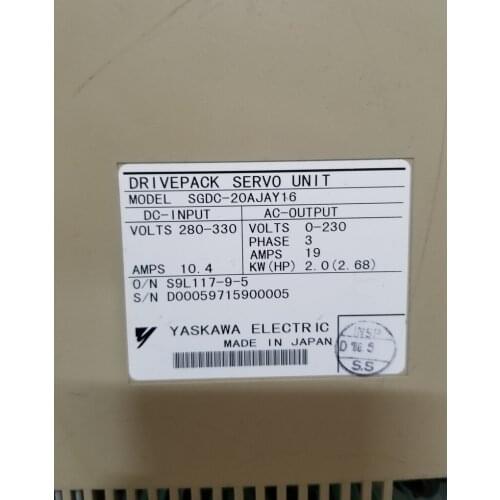 DRIVEPACK SERVO UNIT
MODEL SGDC-20AJAY16
DC-INPUT AC-OUTPUT
VOLTS 280-330 VOLTS 0-230
PHASE 3
AMPS 19
AMPS 10.4 KW(HP) 2.0(2.68)
O/N S9L117-9-5
S/N D00059715900005
YASKAWA ELECTRIC
MADE IN JAPAN
INSP
S.S